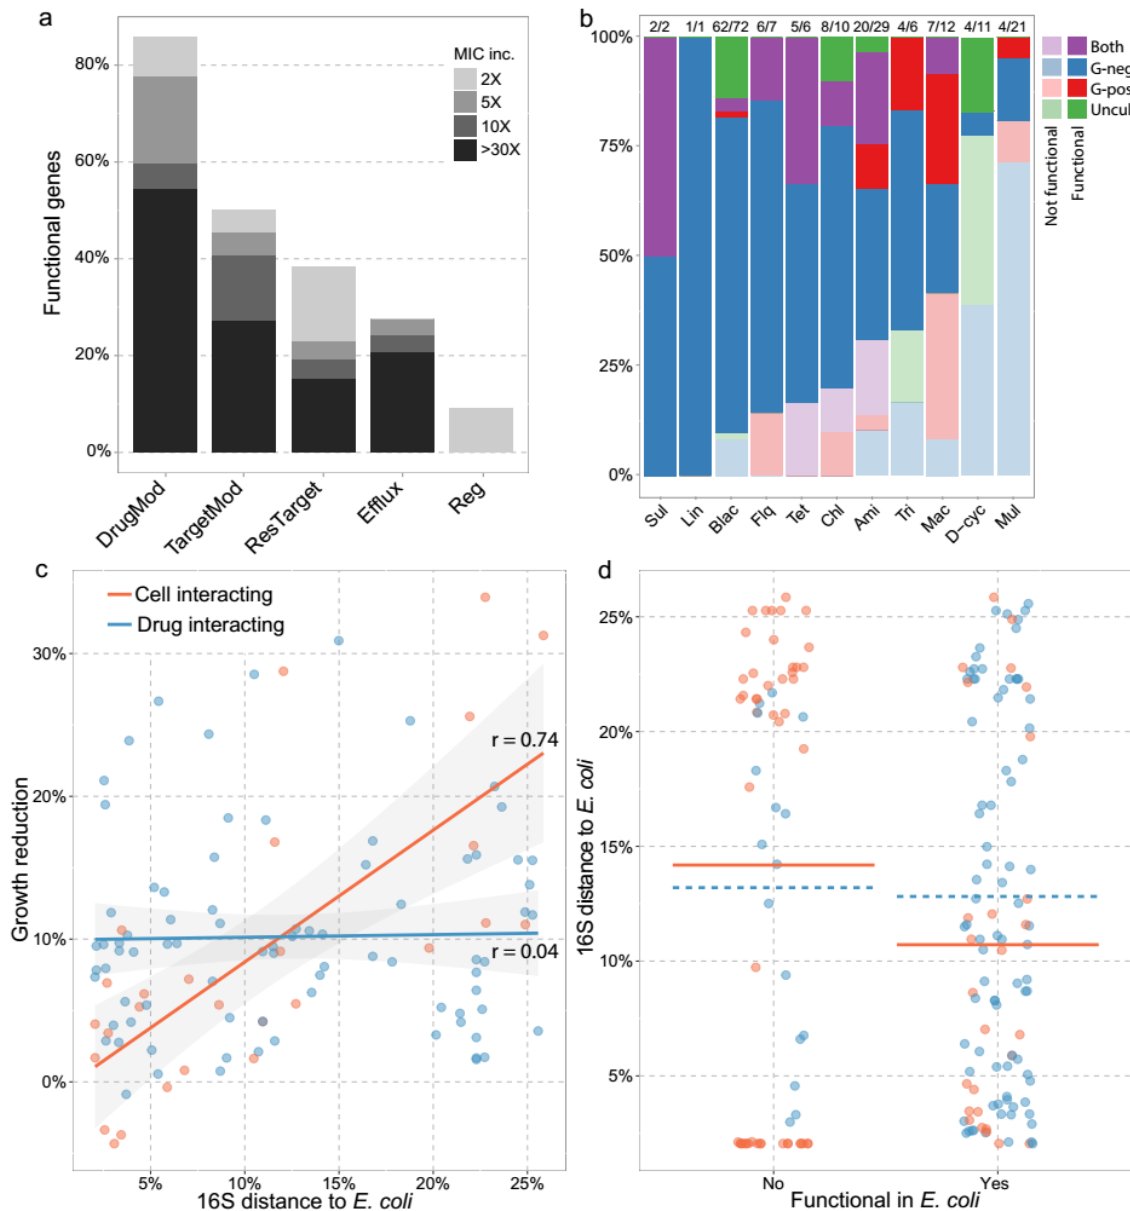 a
MIC inc.
2X
5X
10X
>30X
Functional genes
80%
60%
40%
20%
0%
DrugMod
TargetMod
ResTarget
Efflux
Reg
b
2/2 1/1 62/72 6/7 5/6 8/10 20/29 4/6 7/12 4/11 4/21
100%
75%
50%
25%
0%
Sul Lin Blac Flq Tet Chl Ami Tri Mac D-cyc Mul
Both
G-neg
G-pos
Uncul
Not functional
Functional
c
Cell interacting
Drug interacting
Growth reduction
30%
20%
10%
0%
r = 0.74
r = 0.04
5% 10% 15% 20% 25%
16S distance to E. coli
d
16S distance to E. coli
25%
20%
15%
10%
5%
No Yes
Functional in E. coli